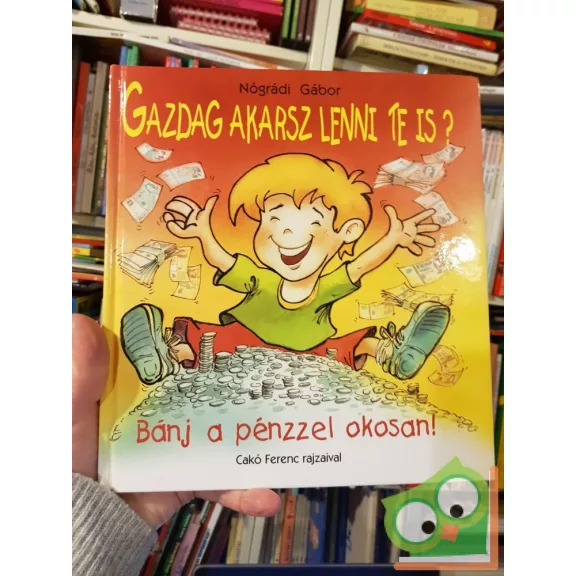 Nógrádi Gábor
GAZDAG AKARSZ LENNI TE IS?
Bánj a pénzzel okosan!
Cakó Ferenc rajzaival